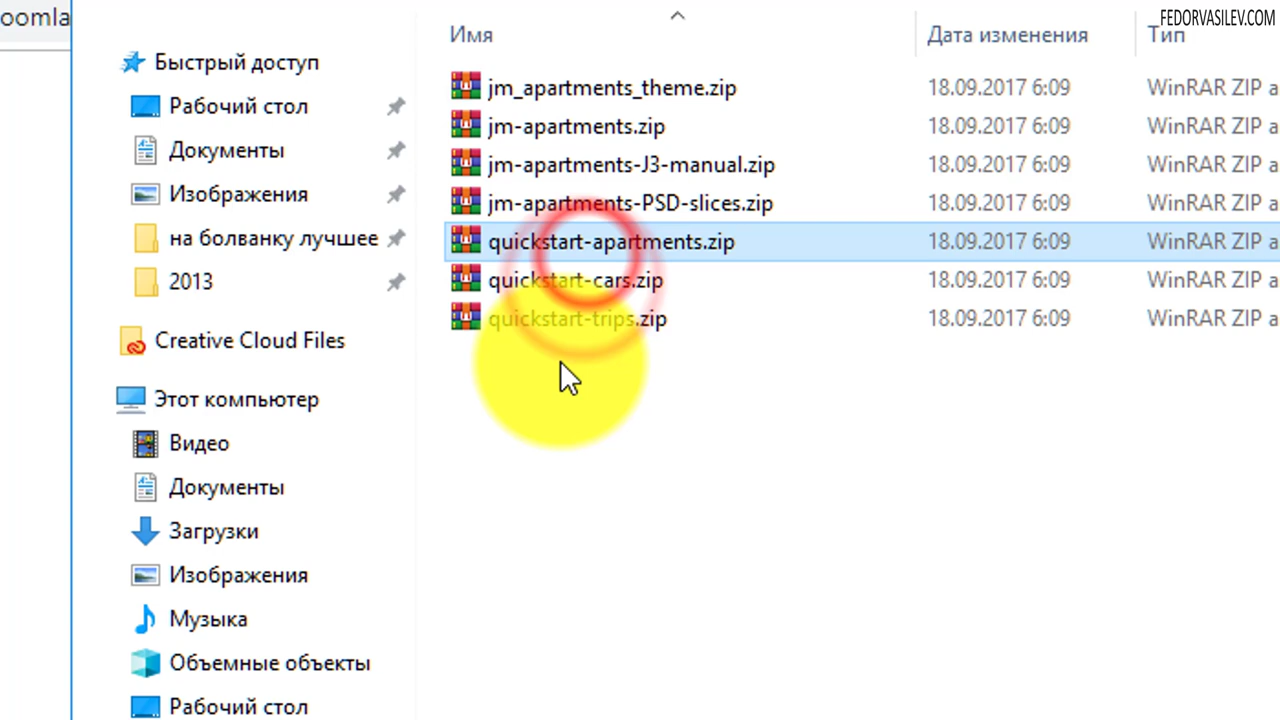 oomla
FEDORVASILEV.COM
Имя
Дата изменения
Тип
Быстрый доступ
Рабочий стол
Документы
Изображения
на болванку лучшее
2013
Creative Cloud Files
Этот компьютер
Видео
Документы
Загрузки
Изображения
Музыка
Объемные объекты
Рабочий стол
jm_apartments_theme.zip 18.09.2017 6:09 WinRAR ZIP а
jm-apartments.zip 18.09.2017 6:09 WinRAR ZIP а
jm-apartments-J3-manual.zip 18.09.2017 6:09 WinRAR ZIP а
jm-apartments-PSD-slices.zip 18.09.2017 6:09 WinRAR ZIP а
quickstart-apartments.zip 18.09.2017 6:09 WinRAR ZIP а
quickstart-cars.zip 18.09.2017 6:09 WinRAR ZIP а
quickstart-trips.zip 18.09.2017 6:09 WinRAR ZIP а